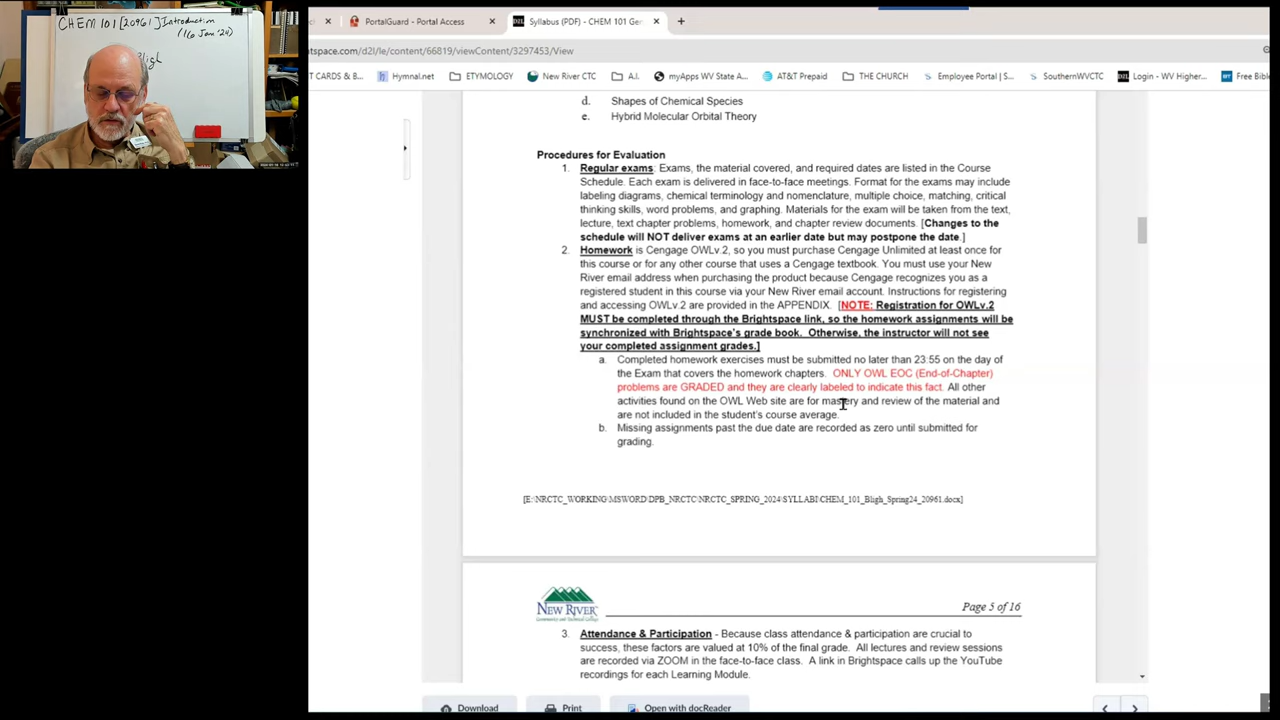 CHEM 101 [20961] Introduction
(16 Jan '24)
Bligh
PortalGuard - Portal Access
Syllabus (PDF) - CHEM 101 Ger
htspace.com/d2l/le/content/66819/viewContent/3297453/View
IT CARDS & B...
Hymnal.net
ETYMOLOGY
New River CTC
A.I.
myApps WV State A...
AT&T Prepaid
THE CHURCH
Employee Portal | S...
SouthernWVCTC
Login - WV Higher...
Free Bible
d. Shapes of Chemical Species
e. Hybrid Molecular Orbital Theory
Procedures for Evaluation
1. Regular exams: Exams, the material covered, and required dates are listed in the Course
Schedule. Each exam is delivered in face-to-face meetings. Format for the exams may include
labeling diagrams, chemical terminology and nomenclature, multiple choice, matching, critical
thinking skills, word problems, and graphing. Materials for the exam will be taken from the text,
lecture, text chapter problems, homework, and chapter review documents. [Changes to the
schedule will NOT deliver exams at an earlier date but may postpone the date.]
2. Homework is Cengage OWLv.2, so you must purchase Cengage Unlimited at least once for
this course or for any other course that uses a Cengage textbook. You must use your New
River email address when purchasing the product because Cengage recognizes you as a
registered student in this course via your New River email account. Instructions for registering
and accessing OWLv.2 are provided in the APPENDIX. [NOTE: Registration for OWLv.2
MUST be completed through the Brightspace link, so the homework assignments will be
synchronized with Brightspace's grade book. Otherwise, the instructor will not see
your completed assignment grades.]
a. Completed homework exercises must be submitted no later than 23:55 on the day of
the Exam that covers the homework chapters. ONLY OWL EOC (End-of-Chapter)
problems are GRADED and they are clearly labeled to indicate this fact. All other
activities found on the OWL Web site are for mastery and review of the material and
are not included in the student's course average.
b. Missing assignments past the due date are recorded as zero until submitted for
grading.
[E:\NRCTC_WORKING\MSWORD\DPB_NRCTC\NRCTC_SPRING_2024\SYLLABI\CHEM_101_Bligh_Spring24_20961.docx]
NEW RIVER
Community and Technical College
Page 5 of 16
3. Attendance & Participation - Because class attendance & participation are crucial to
success, these factors are valued at 10% of the final grade. All lectures and review sessions
are recorded via ZOOM in the face-to-face class. A link in Brightspace calls up the YouTube
recordings for each Learning Module.
Download
Print
Open with docReader